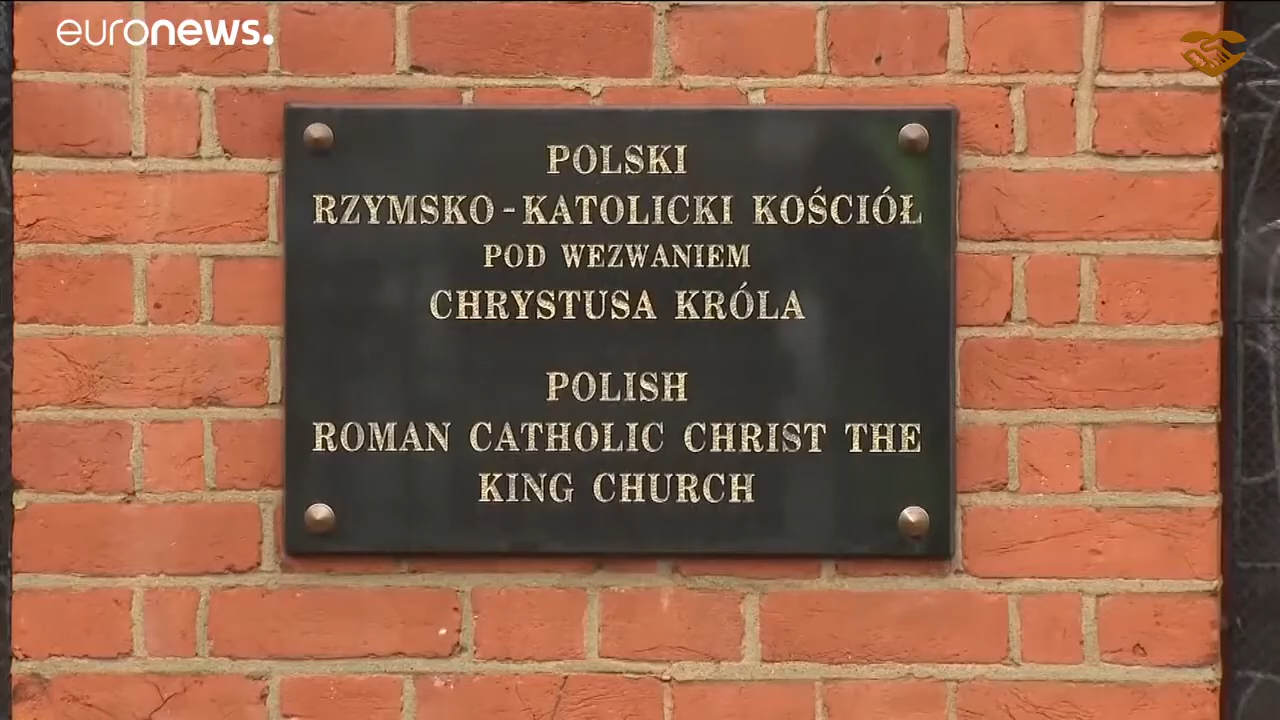 euronews.
POLSKI
RZYMSKO-KATOLICKI KOŚCIÓŁ
POD WEZWANIEM
CHRYSTUSA KRÓLA
POLISH
ROMAN CATHOLIC CHRIST THE
KING CHURCH